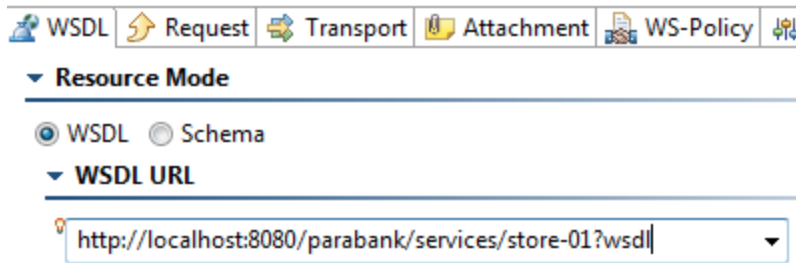 WSDL Request Transport Attachment WS-Policy
Resource Mode
WSDL Schema
WSDL URL
http://localhost:8080/parabank/services/store-01?wsdl